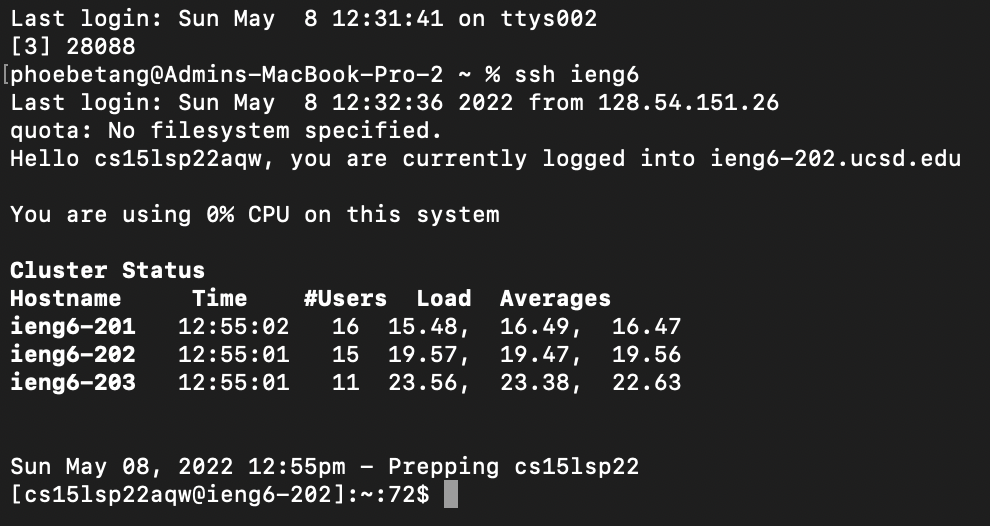 Last login: Sun May  8 12:31:41 on ttys002
[3] 28088
[phoebetang@Admins-MacBook-Pro-2 ~ % ssh ieng6
Last login: Sun May  8 12:32:36 2022 from 128.54.151.26
quota: No filesystem specified.
Hello cs15lsp22aqw, you are currently logged into ieng6-202.ucsd.edu
You are using 0% CPU on this system
Cluster Status
Hostname     Time    #Users  Load  Averages
ieng6-201   12:55:02   16  15.48,  16.49,  16.47
ieng6-202   12:55:01   15  19.57,  19.47,  19.56
ieng6-203   12:55:01   11  23.56,  23.38,  22.63
Sun May 08, 2022 12:55pm - Prepping cs15lsp22
[cs15lsp22aqw@ieng6-202]:~:72$